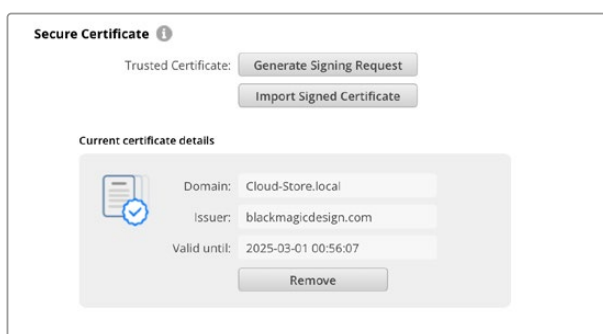 Secure Certificate i
Trusted Certificate: Generate Signing Request
Import Signed Certificate
Current certificate details
Domain: Cloud-Store.local
Issuer: blackmagicdesign.com
Valid until: 2025-03-01 00:56:07
Remove